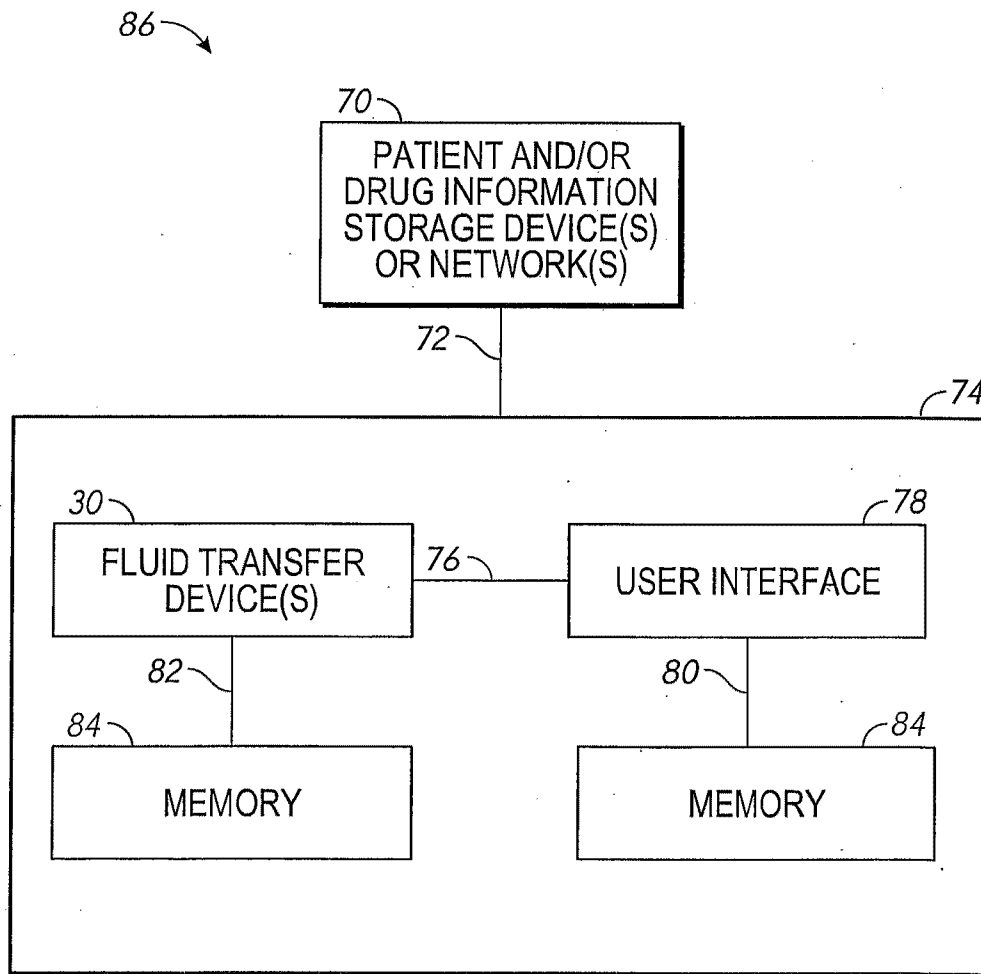 86
70
PATIENT AND/OR
DRUG INFORMATION
STORAGE DEVICE(S)
OR NETWORK(S)
72
74
30
FLUID TRANSFER
DEVICE(S)
76
78
USER INTERFACE
82
80
84
MEMORY
84
MEMORY